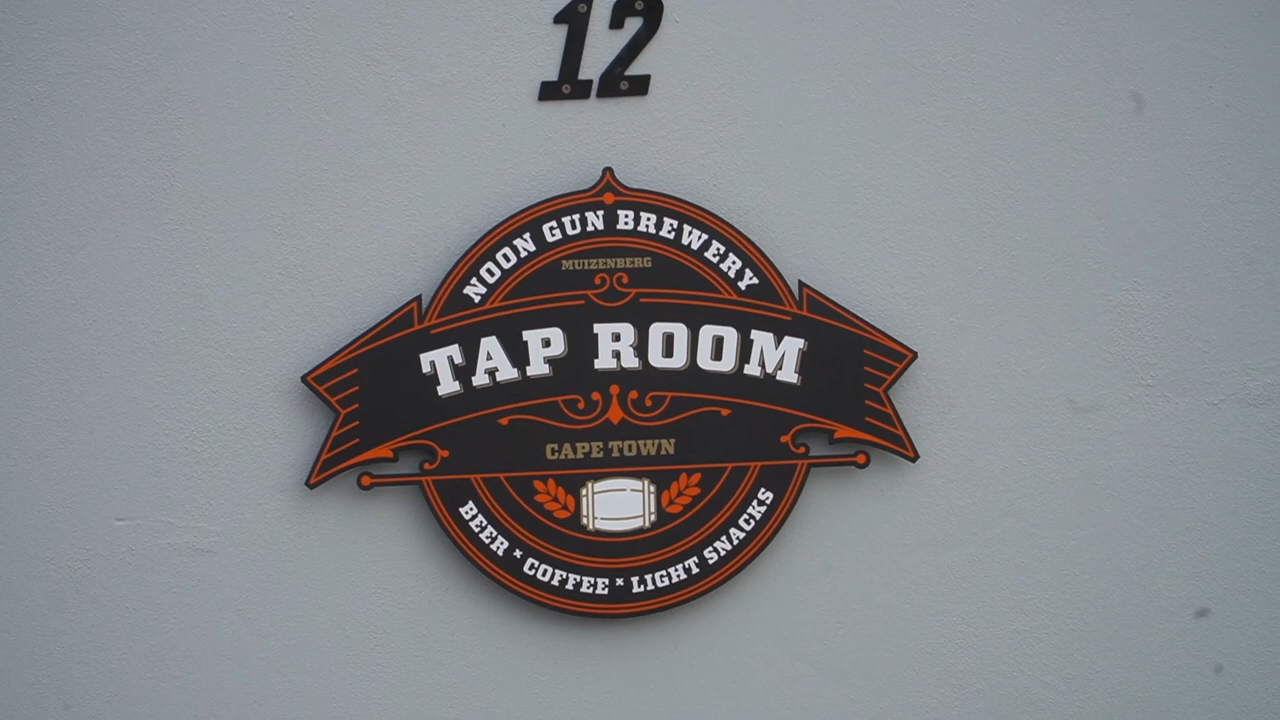 12
NOON GUN BREWERY
MUIZENBERG
TAP ROOM
CAPE TOWN
BEER × COFFEE × LIGHT SNACKS